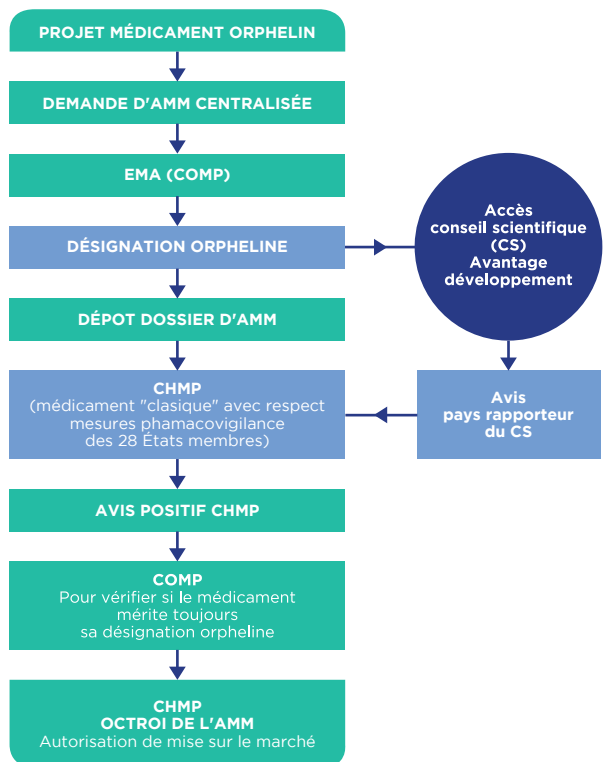 PROJET MÉDICAMENT ORPHELIN
DEMANDE D'AMM CENTRALISÉE
EMA (COMP)
DÉSIGNATION ORPHELINE
Accès
conseil scientifique
(CS)
Avantage
développement
DÉPOT DOSSIER D'AMM
CHMP
(médicament "clasique" avec respect
mesures phamacovigilance
des 28 États membres)
Avis
pays rapporteur
du CS
AVIS POSITIF CHMP
COMP
Pour vérifier si le médicament
mérite toujours
sa désignation orpheline
CHMP
OCTROI DE L'AMM
Autorisation de mise sur le marché